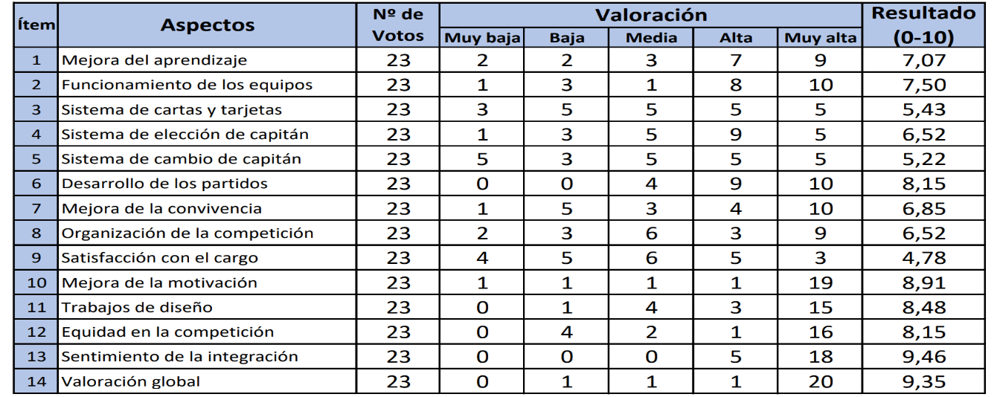 Ítem Aspectos Nº de Votos Valoración Resultado (0-10)
Muy baja Baja Media Alta Muy alta
1 Mejora del aprendizaje 23 2 2 3 7 9 7,07
2 Funcionamiento de los equipos 23 1 3 1 8 10 7,50
3 Sistema de cartas y tarjetas 23 3 5 5 5 5 5,43
4 Sistema de elección de capitán 23 1 3 5 9 5 6,52
5 Sistema de cambio de capitán 23 5 3 5 5 5 5,22
6 Desarrollo de los partidos 23 0 0 4 9 10 8,15
7 Mejora de la convivencia 23 1 5 3 4 10 6,85
8 Organización de la competición 23 2 3 6 3 9 6,52
9 Satisfacción con el cargo 23 4 5 6 5 3 4,78
10 Mejora de la motivación 23 1 1 1 1 19 8,91
11 Trabajos de diseño 23 0 1 4 3 15 8,48
12 Equidad en la competición 23 0 4 2 1 16 8,15
13 Sentimiento de la integración 23 0 0 0 5 18 9,46
14 Valoración global 23 0 1 1 1 20 9,35